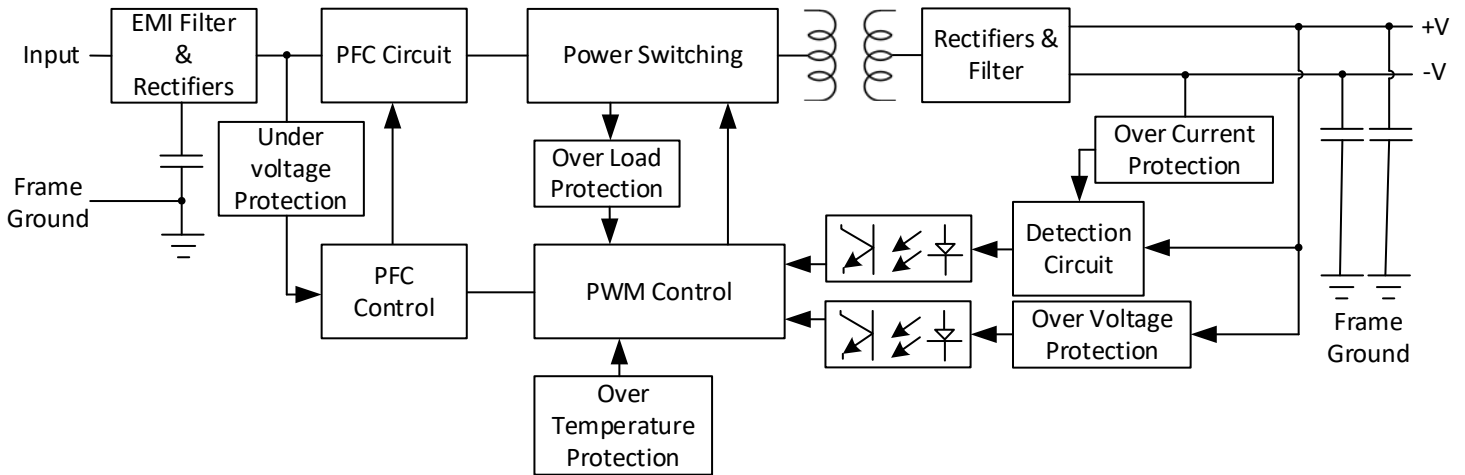 EMI Filter
&
Rectifiers
Input
PFC Circuit
Power Switching
Rectifiers &
Filter
+V
-V
Under
voltage
Protection
Over Load
Protection
Over Current
Protection
Frame
Ground
PFC
Control
PWM Control
Detection
Circuit
Over Voltage
Protection
Frame
Ground
Over
Temperature
Protection